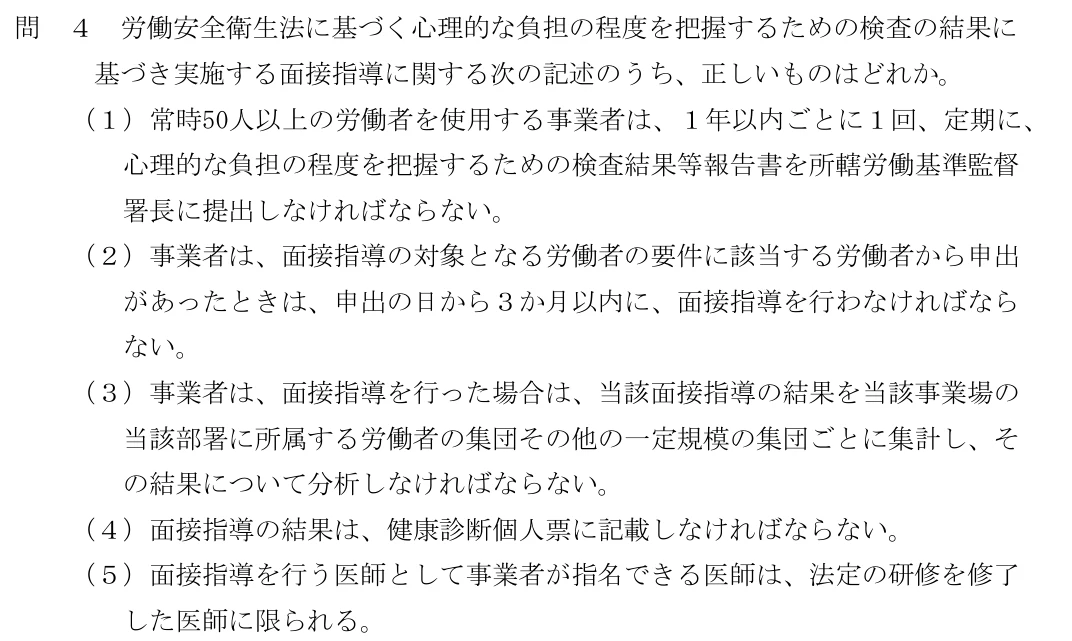 問　４　労働安全衛生法に基づく心理的な負担の程度を把握するための検査の結果に
基づき実施する面接指導に関する次の記述のうち、正しいものはどれか。
（１）常時50人以上の労働者を使用する事業者は、１年以内ごとに１回、定期に、
心理的な負担の程度を把握するための検査結果等報告書を所轄労働基準監督
署長に提出しなければならない。
（２）事業者は、面接指導の対象となる労働者の要件に該当する労働者から申出
があったときは、申出の日から３か月以内に、面接指導を行わなければなら
ない。
（３）事業者は、面接指導を行った場合は、当該面接指導の結果を当該事業場の
当該部署に所属する労働者の集団その他の一定規模の集団ごとに集計し、そ
の結果について分析しなければならない。
（４）面接指導の結果は、健康診断個人票に記載しなければならない。
（５）面接指導を行う医師として事業者が指名できる医師は、法定の研修を修了
した医師に限られる。